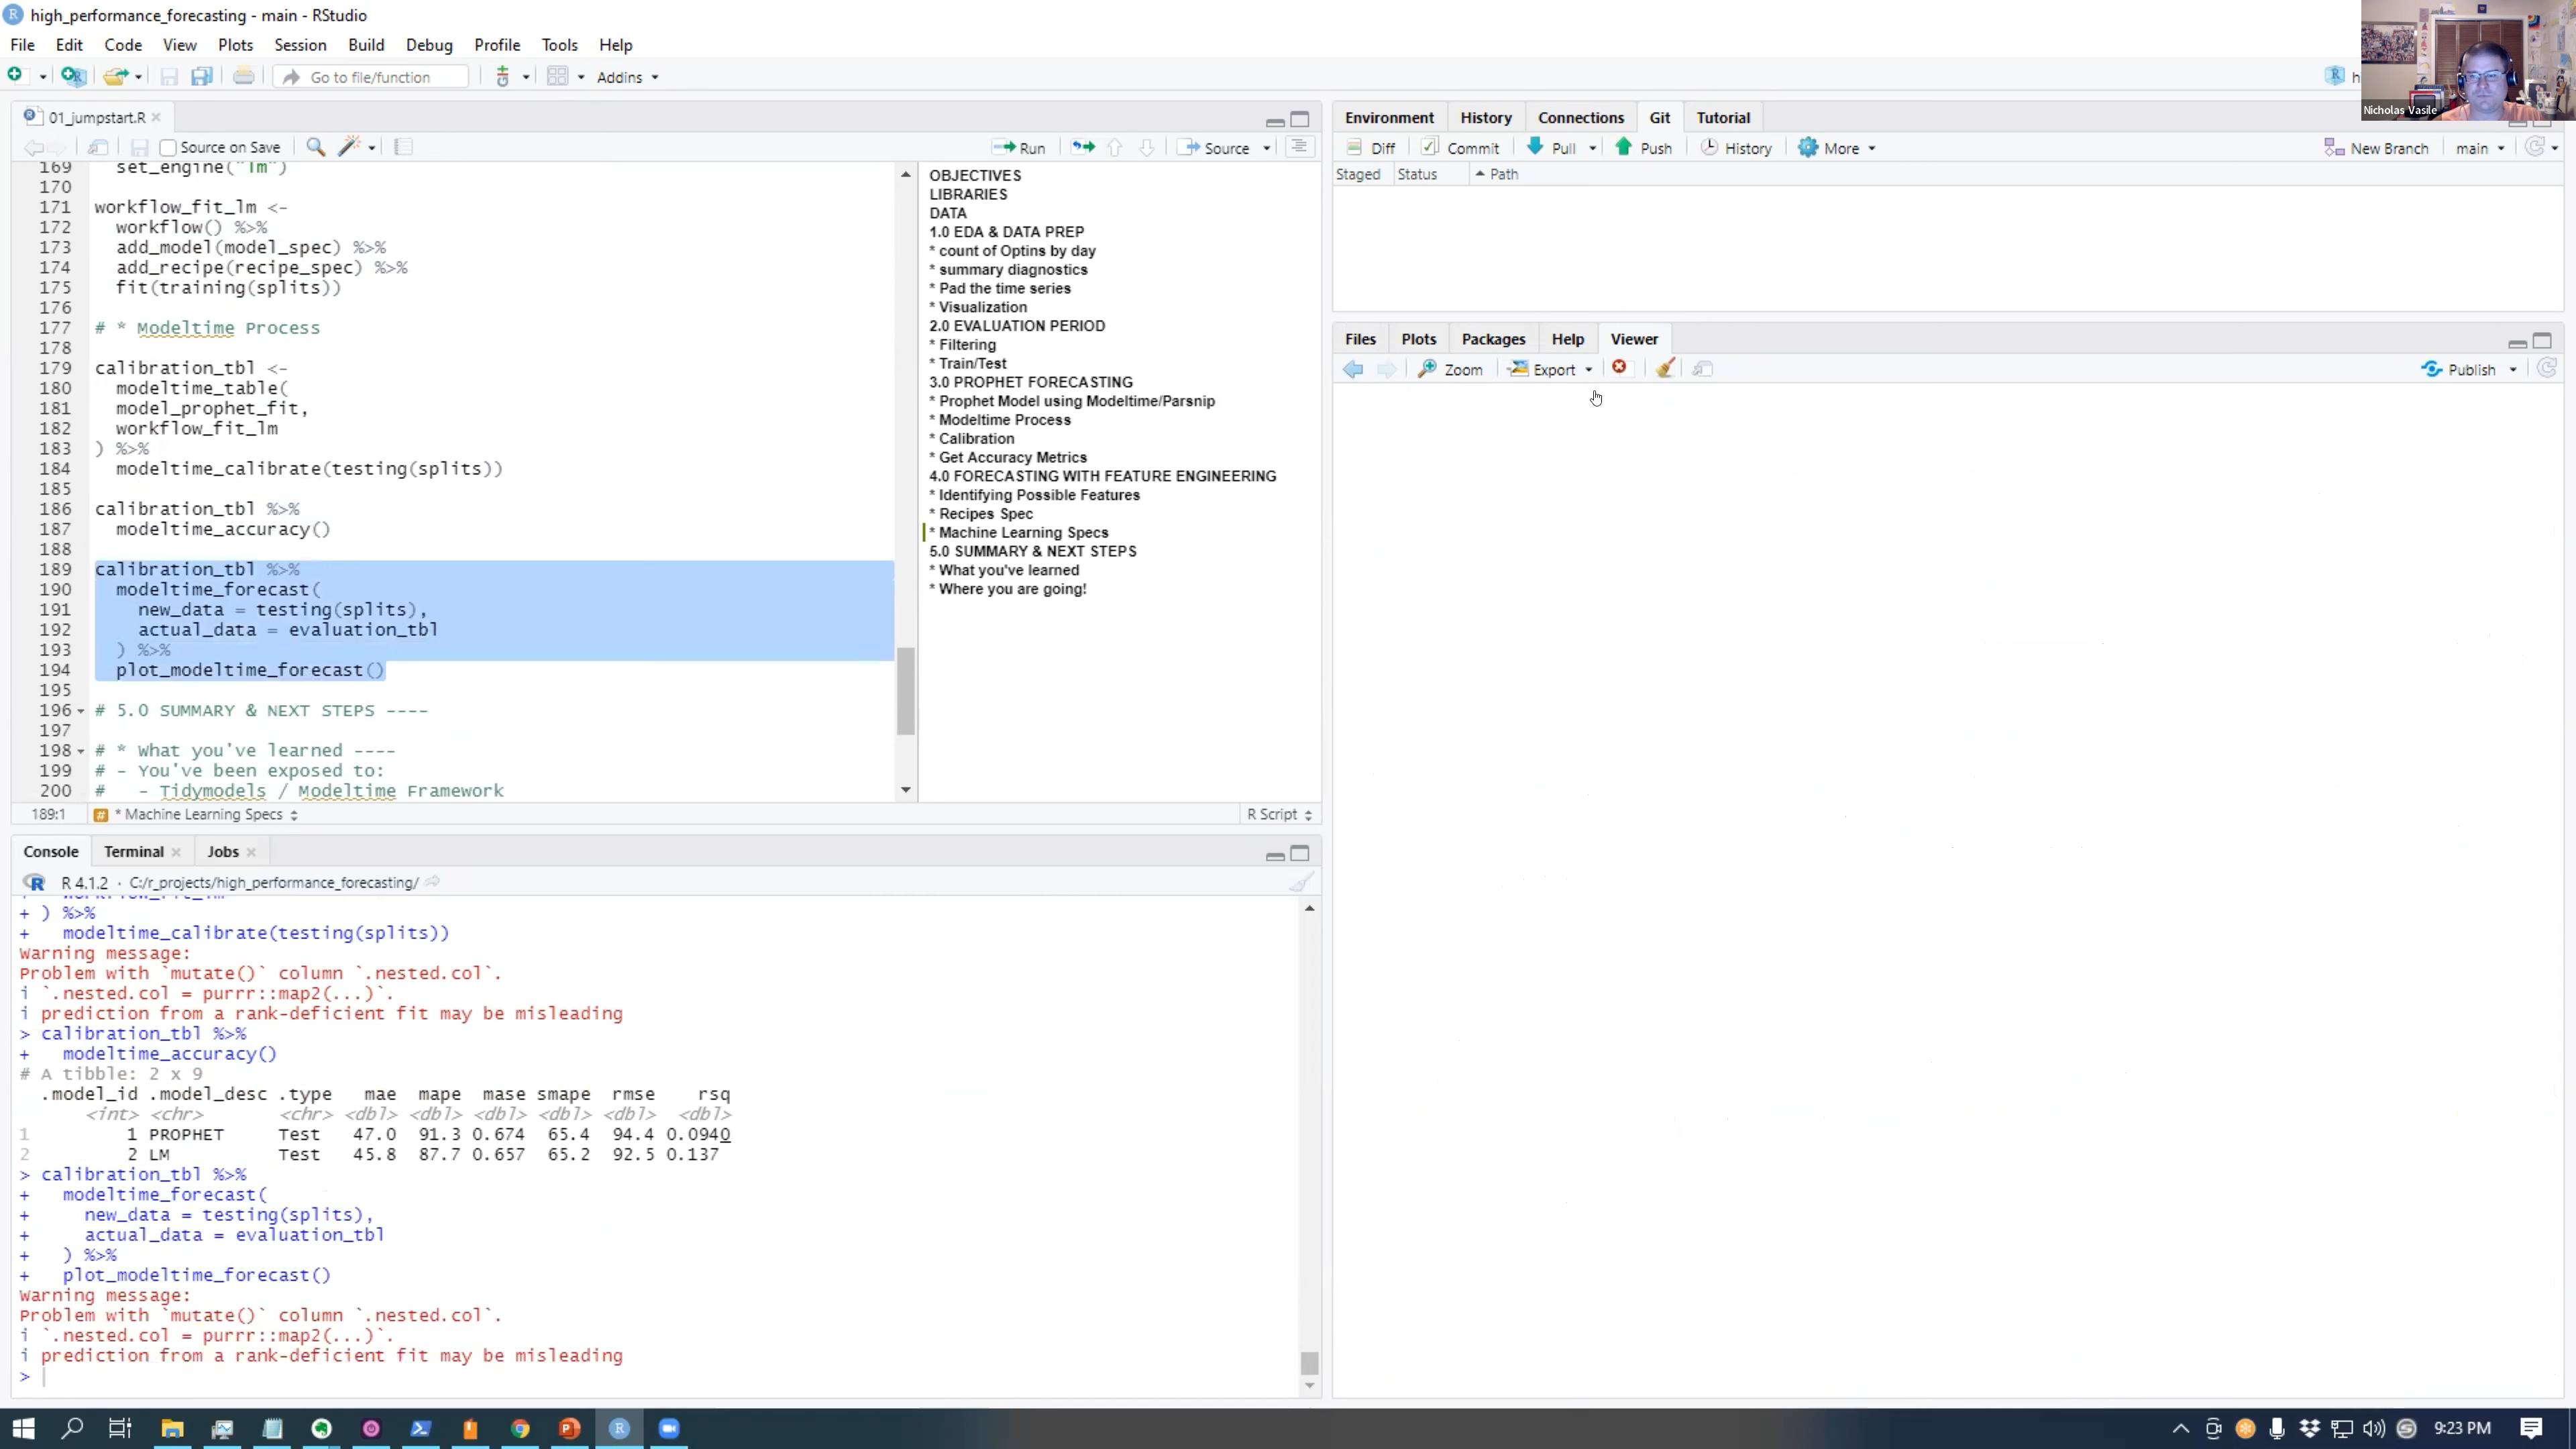 high_performance_forecasting - main - RStudio
File Edit Code View Plots Session Build Debug Profile Tools Help
Go to file/function Addins
Nicholas Vasile
01_jumpstart.R
Source on Save Run Source
169 set_engine("lm")
170
171 workflow_fit_lm <-
172 workflow() %>%
173 add_model(model_spec) %>%
174 add_recipe(recipe_spec) %>%
175 fit(training(splits))
176
177 # * Modeltime Process
178
179 calibration_tbl <-
180 modeltime_table(
181 model_prophet_fit,
182 workflow_fit_lm
183 ) %>%
184 modeltime_calibrate(testing(splits))
185
186 calibration_tbl %>%
187 modeltime_accuracy()
188
189 calibration_tbl %>%
190 modeltime_forecast(
191 new_data = testing(splits),
192 actual_data = evaluation_tbl
193 ) %>%
194 plot_modeltime_forecast()
195
196 # 5.0 SUMMARY & NEXT STEPS ----
197
198 # * What you've learned ----
199 # - You've been exposed to:
200 # - Tidymodels / Modeltime Framework
189:1 # * Machine Learning Specs R Script
OBJECTIVES
LIBRARIES
DATA
1.0 EDA & DATA PREP
* count of Optins by day
* summary diagnostics
* Pad the time series
* Visualization
2.0 EVALUATION PERIOD
* Filtering
* Train/Test
3.0 PROPHET FORECASTING
* Prophet Model using Modeltime/Parsnip
* Modeltime Process
* Calibration
* Get Accuracy Metrics
4.0 FORECASTING WITH FEATURE ENGINEERING
* Identifying Possible Features
* Recipes Spec
* Machine Learning Specs
5.0 SUMMARY & NEXT STEPS
* What you've learned
* Where you are going!
Console Terminal Jobs
R 4.1.2 · C:/r_projects/high_performance_forecasting/
+ ) %>%
+ modeltime_calibrate(testing(splits))
Warning message:
Problem with `mutate()` column `.nested.col`.
i `.nested.col = purrr::map2(...)`.
i prediction from a rank-deficient fit may be misleading
> calibration_tbl %>%
+ modeltime_accuracy()
# A tibble: 2 x 9
.model_id .model_desc .type mae mape mase smape rmse rsq
<int> <chr> <chr> <dbl> <dbl> <dbl> <dbl> <dbl> <dbl>
1 1 PROPHET Test 47.0 91.3 0.674 65.4 94.4 0.0940
2 2 LM Test 45.8 87.7 0.657 65.2 92.5 0.137
> calibration_tbl %>%
+ modeltime_forecast(
+ new_data = testing(splits),
+ actual_data = evaluation_tbl
+ ) %>%
+ plot_modeltime_forecast()
Warning message:
Problem with `mutate()` column `.nested.col`.
i `.nested.col = purrr::map2(...)`.
i prediction from a rank-deficient fit may be misleading
>
Environment History Connections Git Tutorial
Diff Commit Pull Push History More New Branch main
Staged Status Path
Files Plots Packages Help Viewer
Zoom Export Publish
9:23 PM